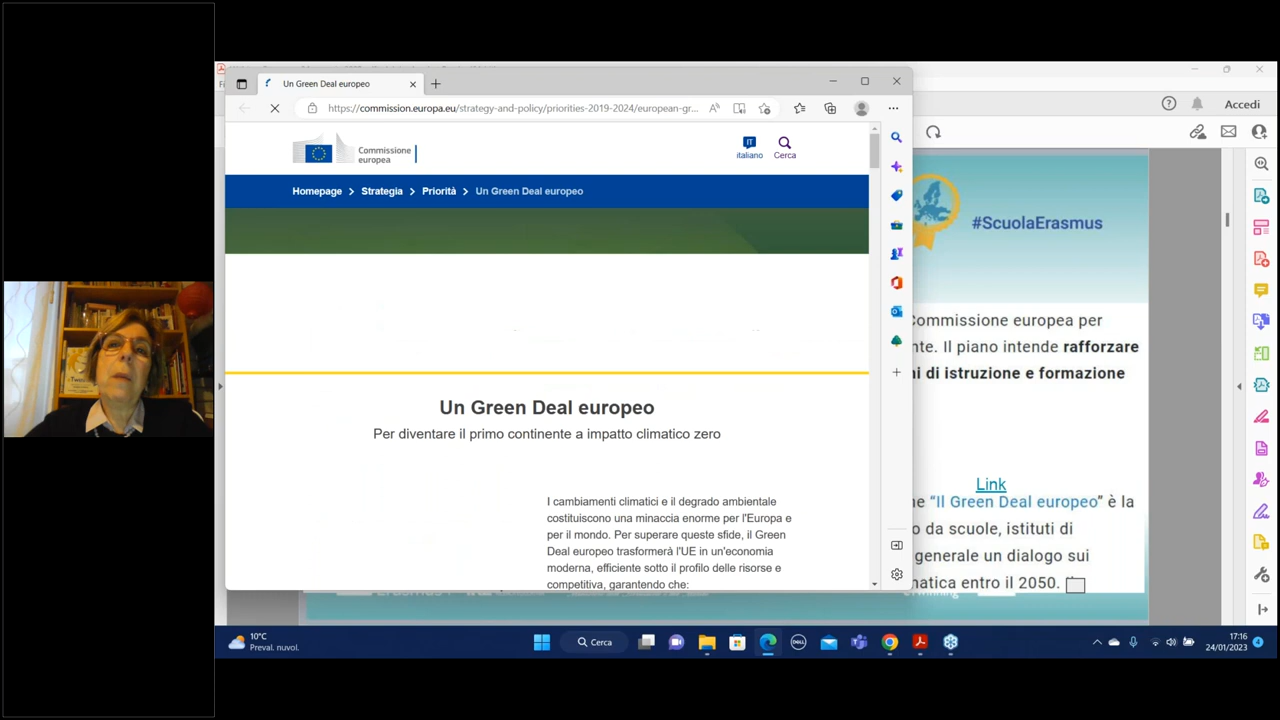 Un Green Deal europeo
https://commission.europa.eu/strategy-and-policy/priorities-2019-2024/european-gr...
Accedi
Commissione
europea
IT
italiano
Cerca
Homepage > Strategia > Priorità > Un Green Deal europeo
Un Green Deal europeo
Per diventare il primo continente a impatto climatico zero
I cambiamenti climatici e il degrado ambientale
costituiscono una minaccia enorme per l'Europa e
per il mondo. Per superare queste sfide, il Green
Deal europeo trasformerà l'UE in un'economia
moderna, efficiente sotto il profilo delle risorse e
competitiva, garantendo che:
#ScuolaErasmus
Commissione europea per
nte. Il piano intende rafforzare
ni di istruzione e formazione
Link
ne “Il Green Deal europeo” è la
o da scuole, istituti di
generale un dialogo sui
matica entro il 2050.
10°C
Preval. nuvol.
Cerca
DELL
17:16
24/01/2023
4